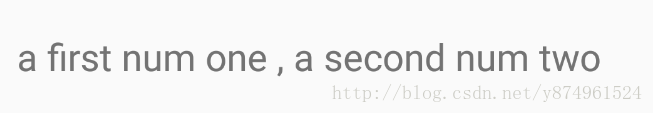 a first num one , a second num two
http://blog.csdn.net/y874961524